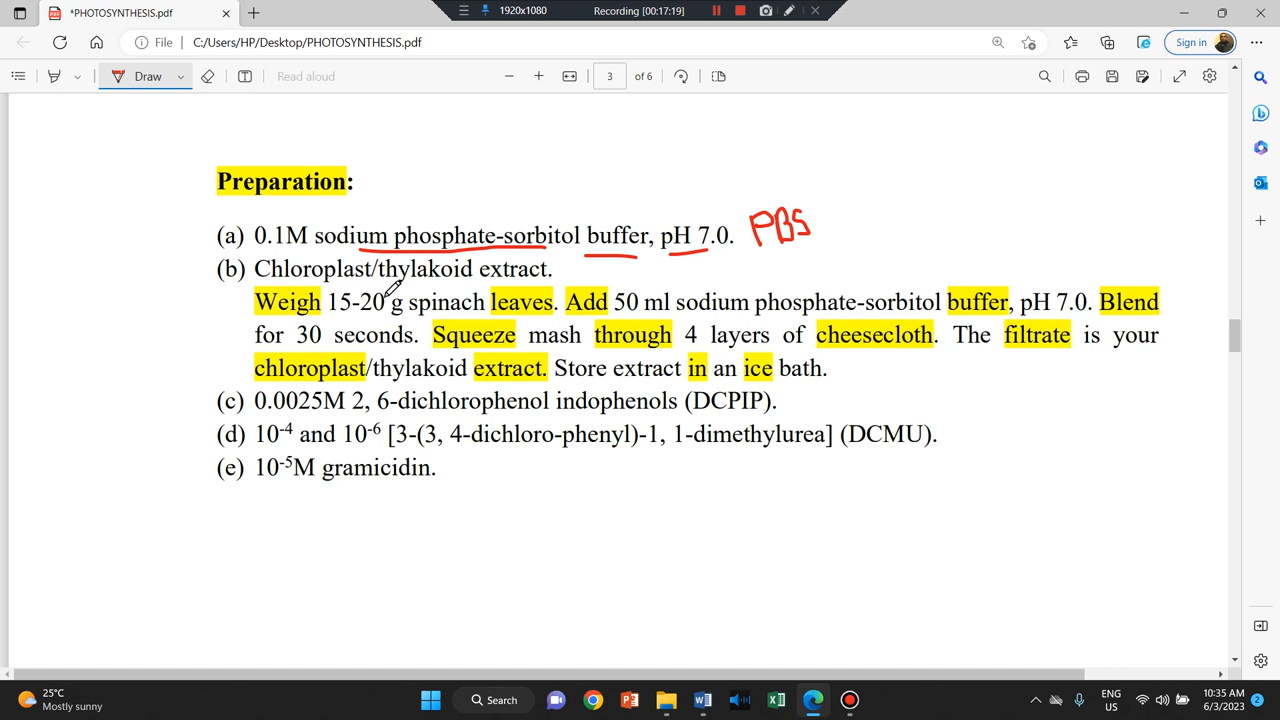 *PHOTOSYNTHESIS.pdf
1920x1080
Recording [00:17:19]
File
C:/Users/HP/Desktop/PHOTOSYNTHESIS.pdf
Sign in
Draw
Read aloud
3
of 6
Preparation:
(a) 0.1M sodium phosphate-sorbitol buffer, pH 7.0. PBS
(b) Chloroplast/thylakoid extract.
Weigh 15-20 g spinach leaves. Add 50 ml sodium phosphate-sorbitol buffer, pH 7.0. Blend
for 30 seconds. Squeeze mash through 4 layers of cheesecloth. The filtrate is your
chloroplast/thylakoid extract. Store extract in an ice bath.
(c) 0.0025M 2, 6-dichlorophenol indophenols (DCPIP).
(d) 10-4 and 10-6 [3-(3, 4-dichloro-phenyl)-1, 1-dimethylurea] (DCMU).
(e) 10-5M gramicidin.
25°C
Mostly sunny
Search
ENG
US
10:35 AM
6/3/2023
2